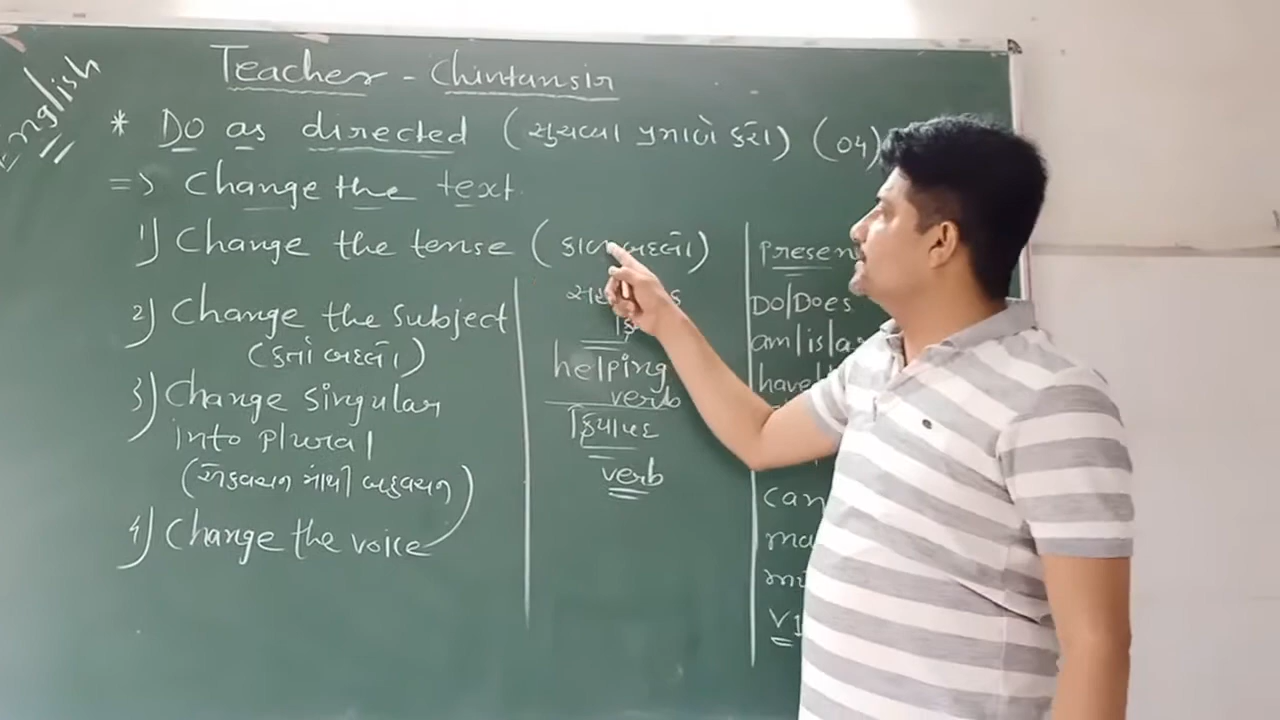 English
Teacher - Chintansir
* Do as directed (સુચવ્યા પ્રમાણે કરો) (04)
=> Change the text.
1) Change the tense (કાળ બદલો)
2) Change the subject
(કર્તા બદલો)
3) Change singular
into plural
(એકવચન માંથી બહુવચન)
4) Change the voice
helping
verb
ક્રિયાપદ
verb
Presen
Do/Does
am/is/a
have
can
ma
V1